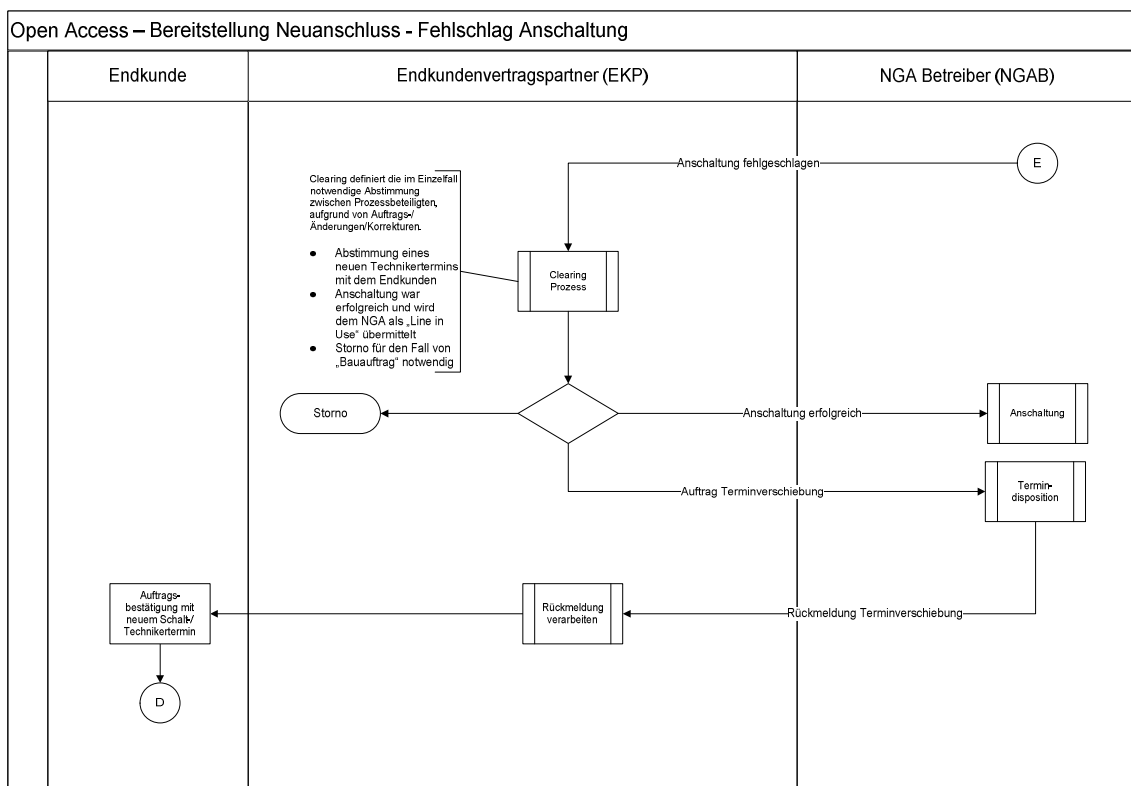 Open Access – Bereitstellung Neuanschluss - Fehlschlag Anschaltung
Endkunde
Endkundenvertragspartner (EKP)
NGA Betreiber (NGAB)
Anschaltung fehlgeschlagen
E
Clearing definiert die im Einzelfall
notwendige Abstimmung
zwischen Prozessbeteiligten,
aufgrund von Auftrags-/
Änderungen/Korrekturen.
● Abstimmung eines
neuen Technikertermins
mit dem Endkunden
● Anschaltung war
erfolgreich und wird
dem NGA als „Line in
Use“ übermittelt
● Storno für den Fall von
„Bauauftrag“ notwendig
Clearing
Prozess
Storno
Anschaltung erfolgreich
Anschaltung
Auftrag Terminverschiebung
Termin-
disposition
Auftrags-
bestätigung mit
neuem Schalt-/
Technikertermin
Rückmeldung
verarbeiten
Rückmeldung Terminverschiebung
D